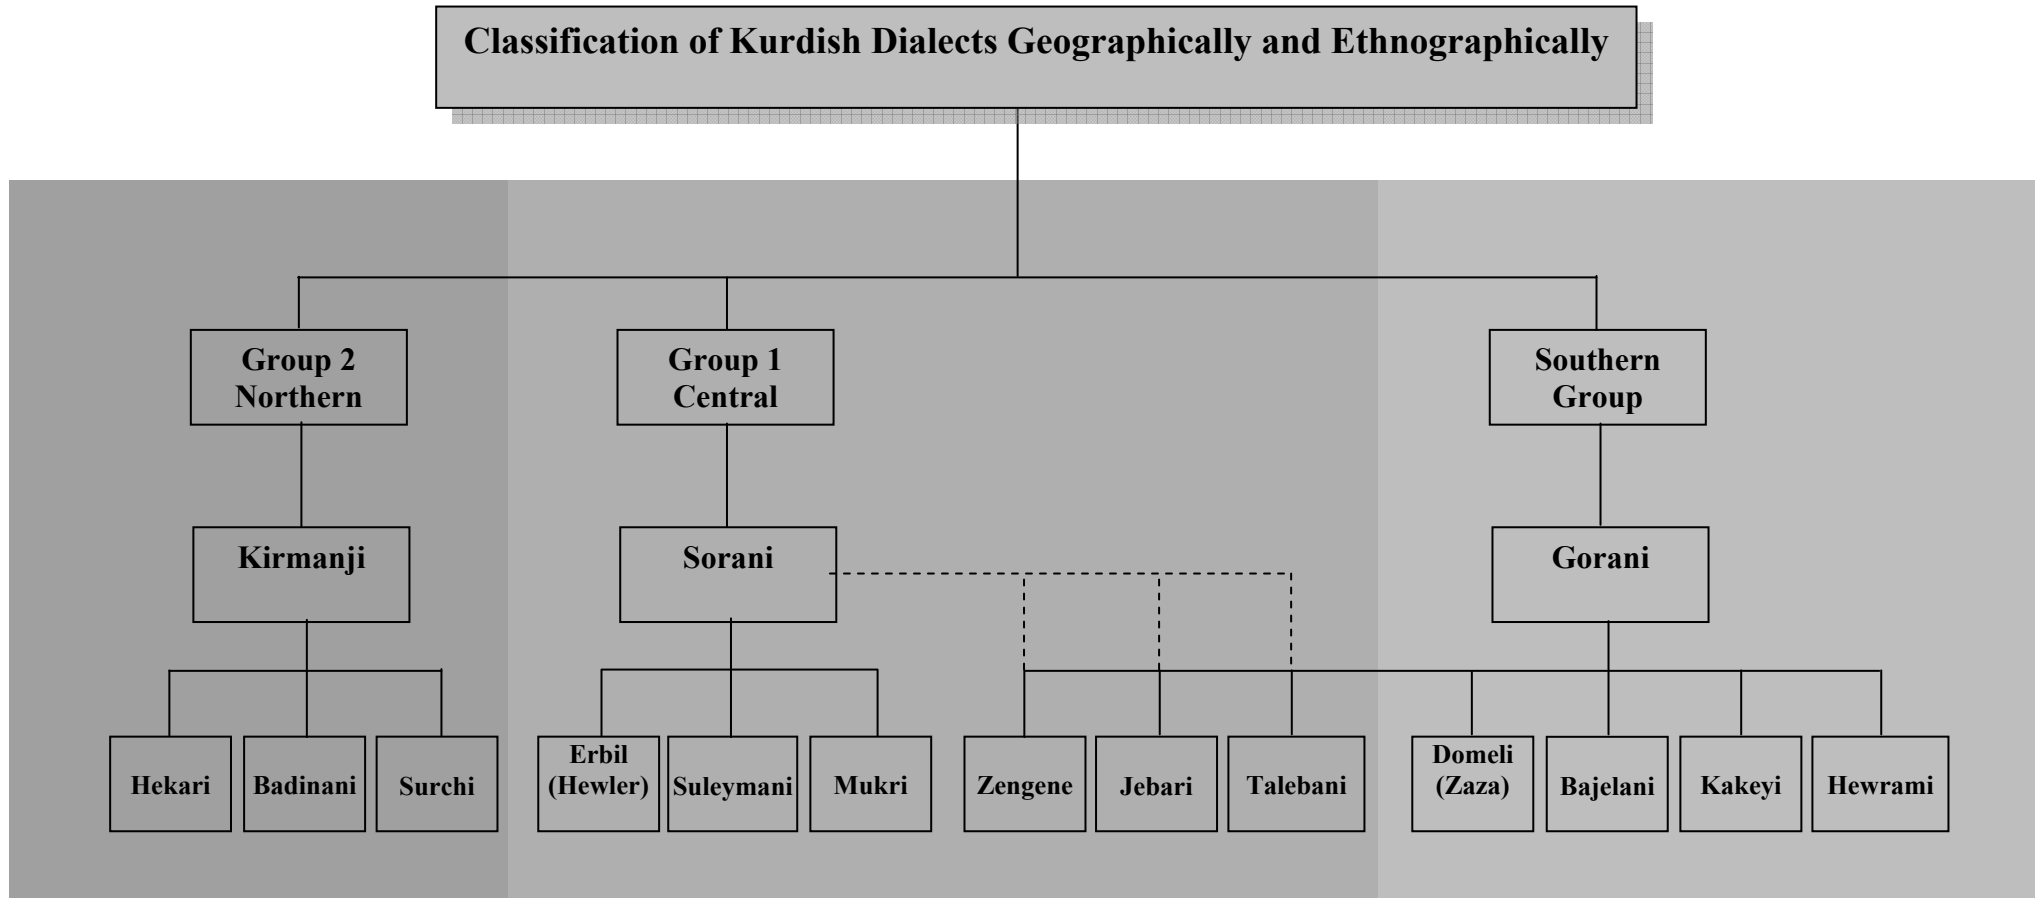 Classification of Kurdish Dialects Geographically and Ethnographically
Group 2
Northern
Group 1
Central
Southern
Group
Kirmanji
Sorani
Gorani
Hekari
Badinani
Surchi
Erbil
(Hewler)
Suleymani
Mukri
Zengene
Jebari
Talebani
Domeli
(Zaza)
Bajelani
Kakeyi
Hewrami